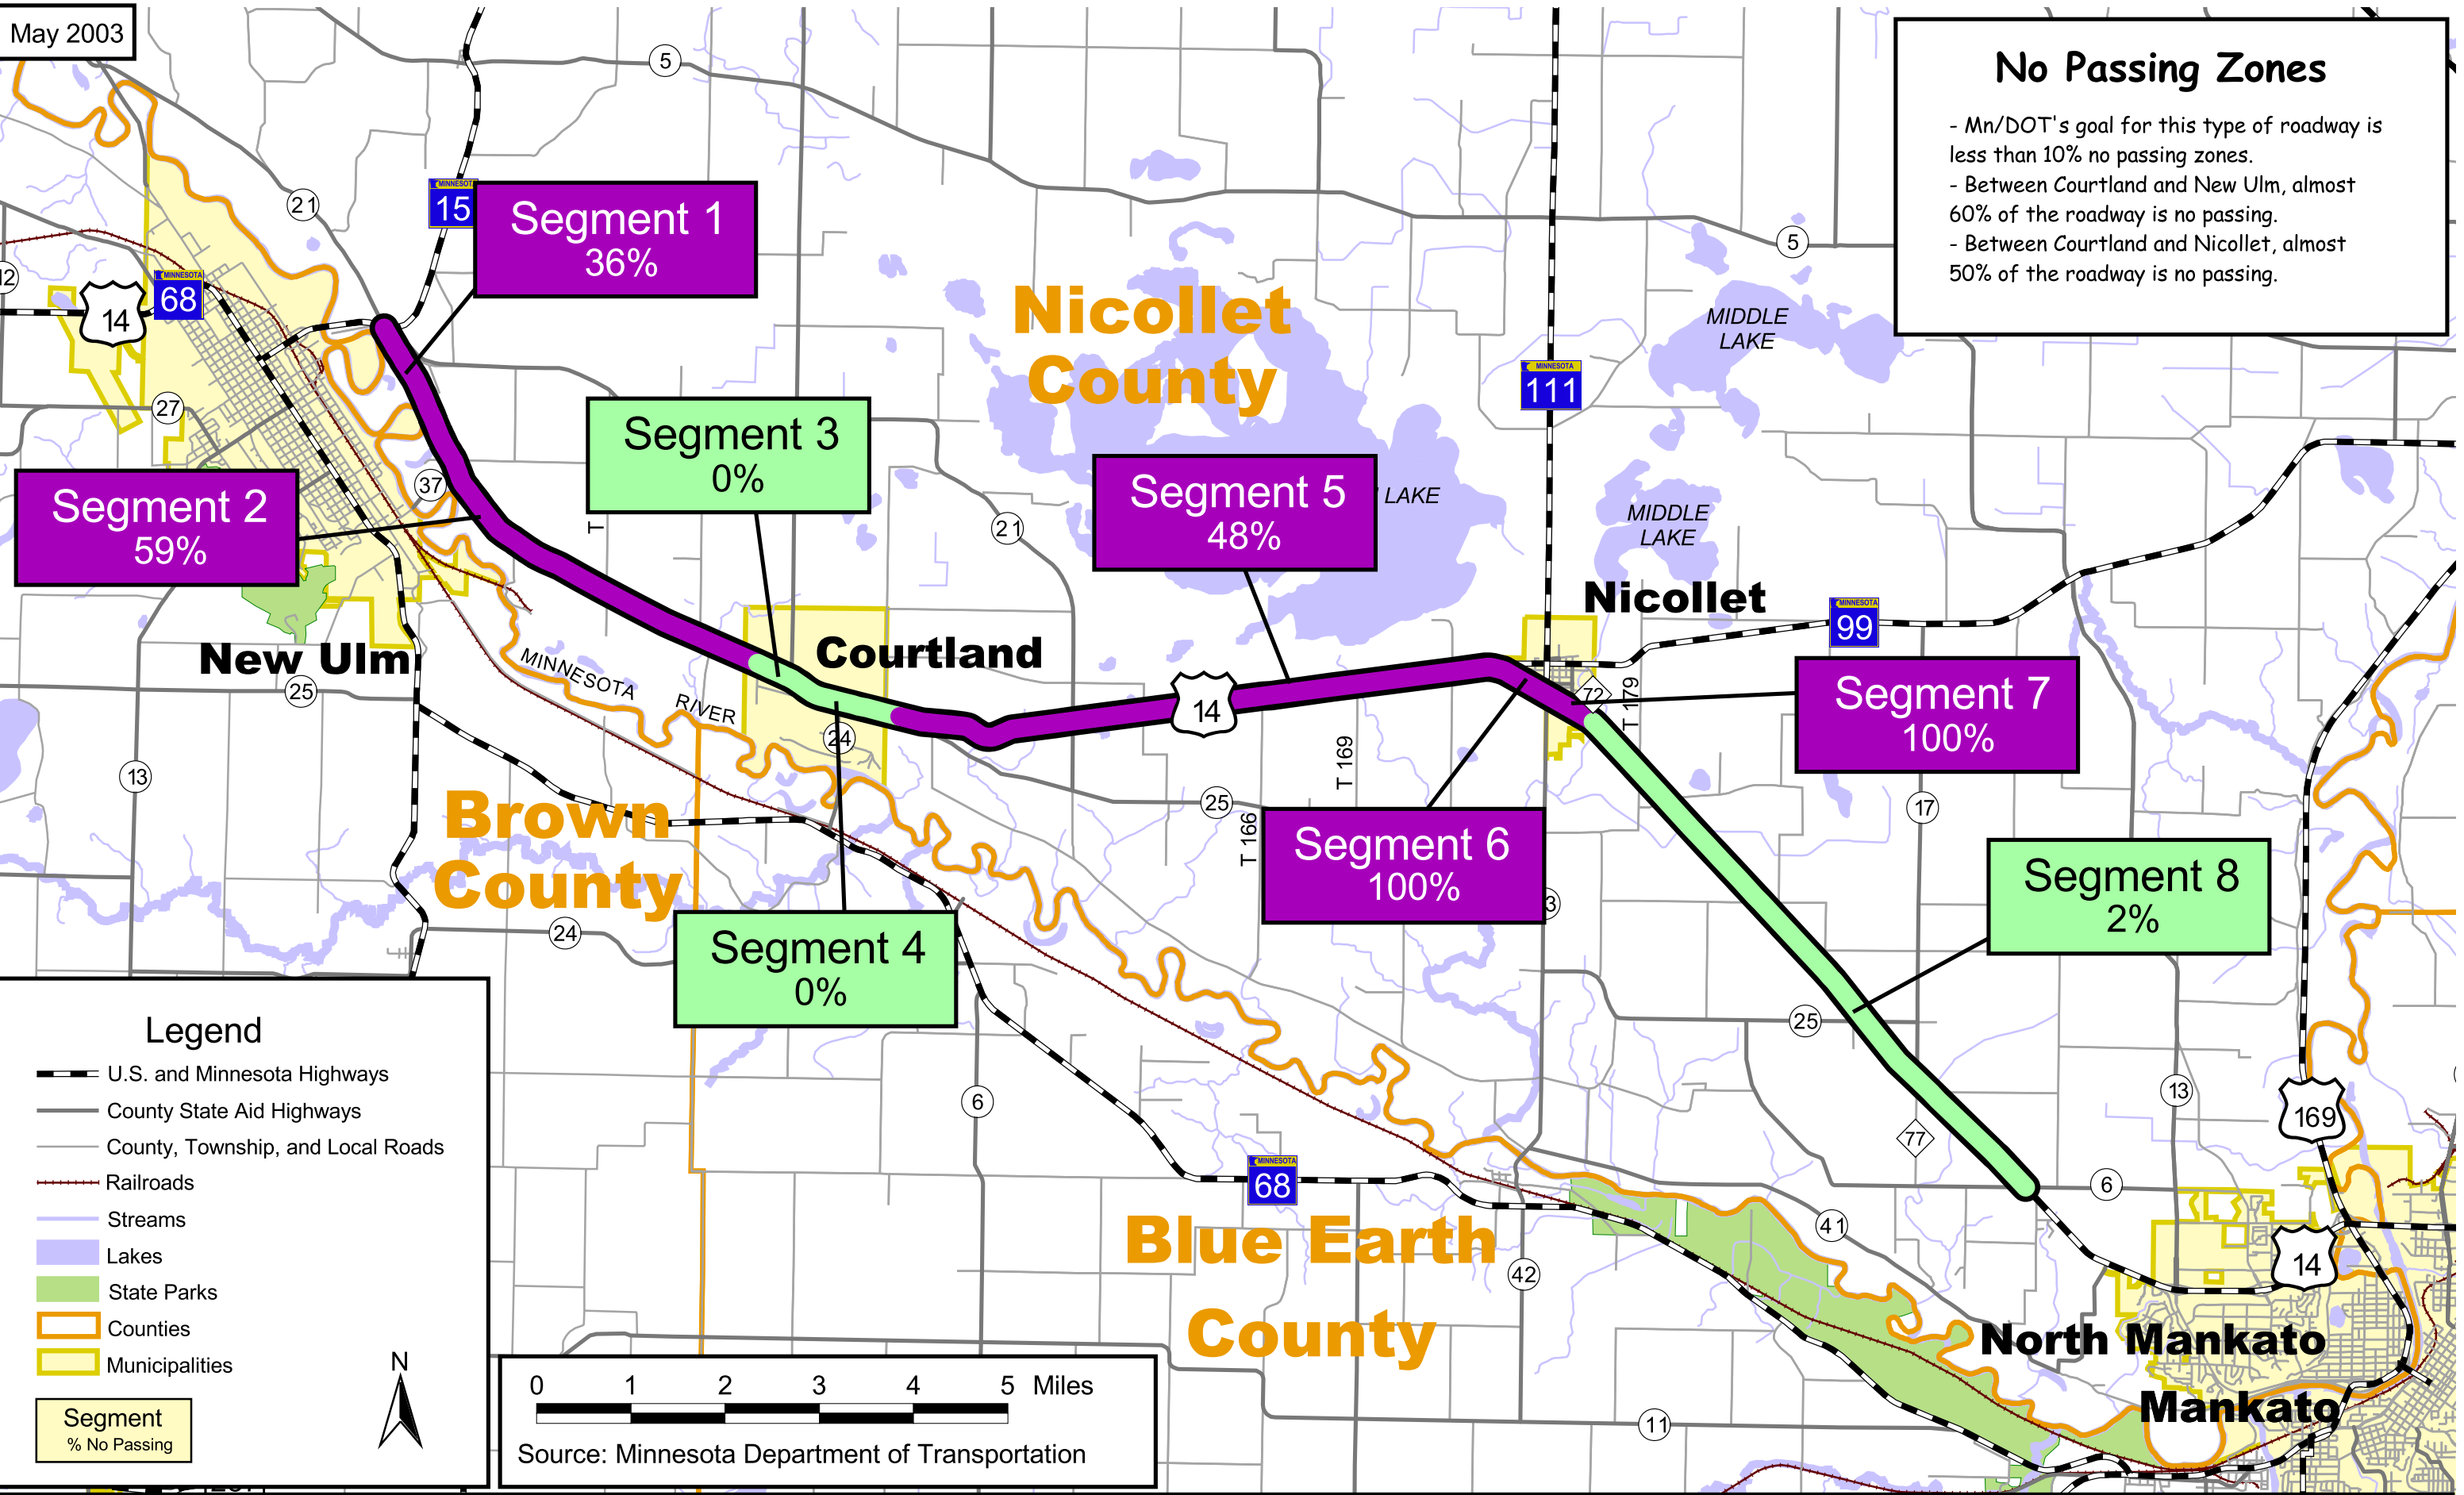 May 2003
No Passing Zones
- Mn/DOT's goal for this type of roadway is
less than 10% no passing zones.
- Between Courtland and New Ulm, almost
60% of the roadway is no passing.
- Between Courtland and Nicollet, almost
50% of the roadway is no passing.
5
21
MINNESOTA
15
Segment 1
36%
5
12
14
MINNESOTA
68
Nicollet
County
MIDDLE
LAKE
MINNESOTA
111
27
Segment 3
0%
37
Segment 2
59%
T
21
Segment 5
48%
LAKE
MIDDLE
LAKE
Nicollet
MINNESOTA
99
New Ulm
25
MINNESOTA
RIVER
Courtland
24
14
72
T 179
Segment 7
100%
13
T 169
25
T 166
17
Brown
County
Segment 6
100%
3
Segment 8
2%
24
Segment 4
0%
25
6
13
77
169
MINNESOTA
68
6
41
Blue Earth
County
42
14
North Mankato
Mankato
11
Legend
U.S. and Minnesota Highways
County State Aid Highways
County, Township, and Local Roads
Railroads
Streams
Lakes
State Parks
Counties
Municipalities
Segment
% No Passing
N
0 1 2 3 4 5 Miles
Source: Minnesota Department of Transportation